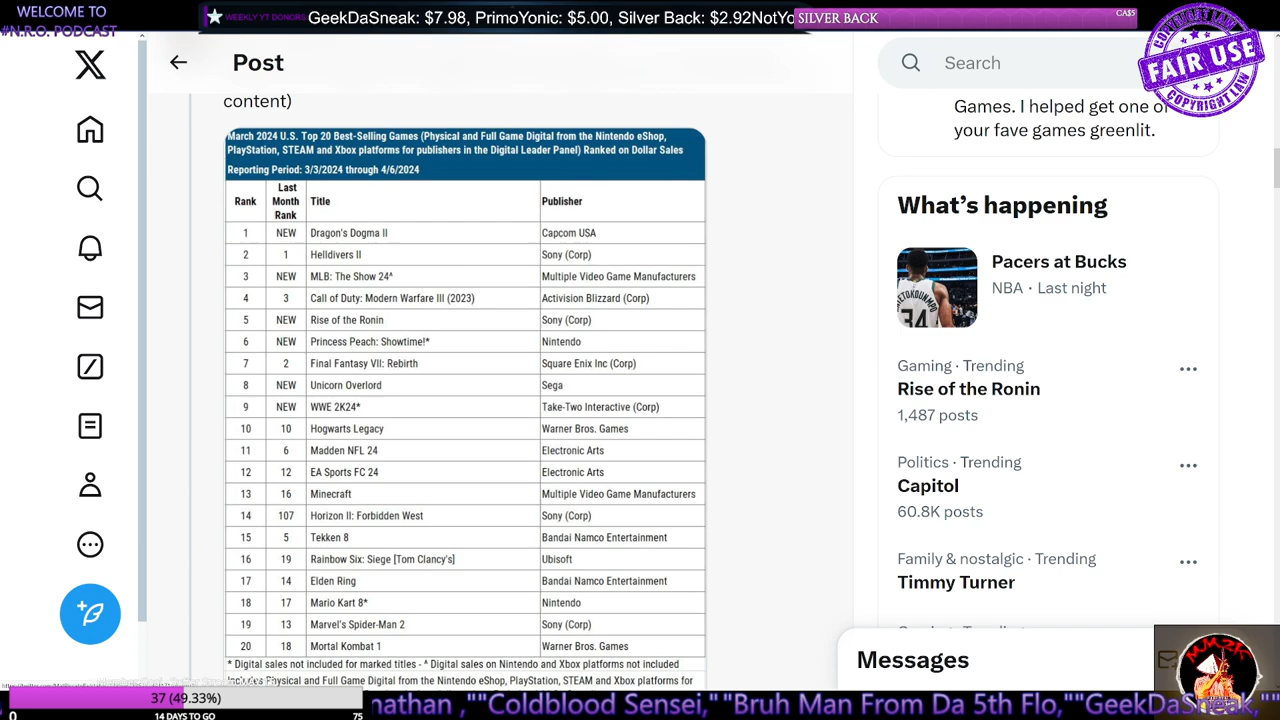 WELCOME TO
#N.R.O. PODCAST
WEEKLY YT DONORS:
GeekDaSneak: $7.
8, PrimoYonic: $5.00, Silver Back: $2.92NotYo
SILVER BACK
CA$5
FAIR USE
COPYRIGHT LAW
COPYRIGHT LAW
Post
Search
content)
Games. I helped get one of
your fave games greenlit.
March 2024 U.S. Top 20 Best-Selling Games (Physical and Full Game Digital from the Nintendo eShop,
PlayStation, STEAM and Xbox platforms for publishers in the Digital Leader Panel) Ranked on Dollar Sales
Reporting Period: 3/3/2024 through 4/6/2024
Rank Last Month Rank Title Publisher
1 NEW Dragon's Dogma II Capcom USA
2 1 Helldivers II Sony (Corp)
3 NEW MLB: The Show 24^ Multiple Video Game Manufacturers
4 3 Call of Duty: Modern Warfare III (2023) Activision Blizzard (Corp)
5 NEW Rise of the Ronin Sony (Corp)
6 NEW Princess Peach: Showtime!* Nintendo
7 2 Final Fantasy VII: Rebirth Square Enix Inc (Corp)
8 NEW Unicorn Overlord Sega
9 NEW WWE 2K24* Take-Two Interactive (Corp)
10 10 Hogwarts Legacy Warner Bros. Games
11 6 Madden NFL 24 Electronic Arts
12 12 EA Sports FC 24 Electronic Arts
13 16 Minecraft Multiple Video Game Manufacturers
14 107 Horizon II: Forbidden West Sony (Corp)
15 5 Tekken 8 Bandai Namco Entertainment
16 19 Rainbow Six: Siege [Tom Clancy's] Ubisoft
17 14 Elden Ring Bandai Namco Entertainment
18 17 Mario Kart 8* Nintendo
19 13 Marvel's Spider-Man 2 Sony (Corp)
20 18 Mortal Kombat 1 Warner Bros. Games
* Digital sales not included for marked titles - ^ Digital sales on Nintendo and Xbox platforms not included
Includes Physical and Full Game Digital from the Nintendo eShop, PlayStation, STEAM and Xbox platforms for
What's happening
Pacers at Bucks
NBA · Last night
34
Gaming · Trending
Rise of the Ronin
1,487 posts
Politics · Trending
Capitol
60.8K posts
Family & nostalgic · Trending
Timmy Turner
Messages
37 (49.33%)
0 14 DAYS TO GO 75
nathan ,""Coldblood Sensei,""Bruh Man From Da 5th Flo,""GeekDaSneak,""